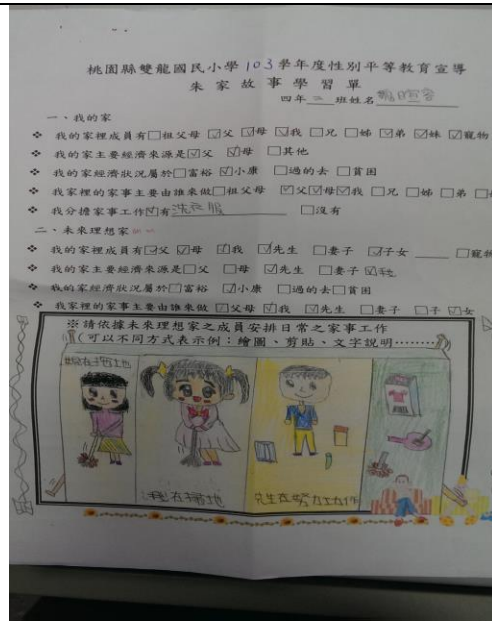 桃園縣雙龍國民小學103學年度性別平等教育宣導
朱家故事學習單
四年二班姓名
一、我的家
❖ 我的家裡成員有□祖父母 ☑父 ☑母 ☑我 □兄 □姊 ☑弟 ☑妹 ☑寵物
❖ 我的家主要經濟來源是☑父 ☑母 □其他
❖ 我的家經濟狀況屬於□富裕 ☑小康 □過的去 □貧困
❖ 我家裡的家事主要由誰來做□祖父母 ☑父☑母☑我 □兄 □姊 □弟
❖ 我分擔家事工作☑有洗衣服 □沒有
二、未來理想家
❖ 我的家裡成員有☑父 ☑母 ☑我 ☑先生 □妻子 ☑子女 □寵物
❖ 我的家主要經濟來源是□父 □母 ☑先生 □妻子
❖ 我的家經濟狀況屬於□富裕 ☑小康 □過的去□貧困
❖ 我家裡的家事主要由誰來做 ☑父母 ☑我 ☑先生 □妻子 □子 ☑女
※請依據未來理想家之成員安排日常之家事工作
(可以不同方式表示例：繪圖、剪貼、文字說明⋯⋯⋯
在拖地
我在掃地
先生在努力工作